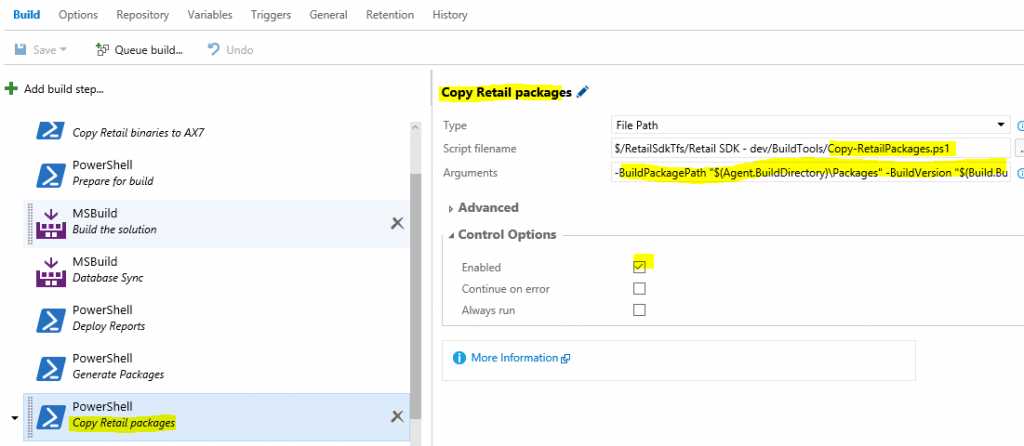 Build Options Repository Variables Triggers General Retention History
Save Queue build... Undo
Add build step...
Copy Retail binaries to AX7
PowerShell
Prepare for build
MSBuild
Build the solution
MSBuild
Database Sync
PowerShell
Deploy Reports
PowerShell
Generate Packages
PowerShell
Copy Retail packages
Copy Retail packages
Type File Path
Script filename $/RetailSdkTfs/Retail SDK - dev/BuildTools/Copy-RetailPackages.ps1 ...
Arguments -BuildPackagePath "$(Agent.BuildDirectory)\Packages" -BuildVersion "$(Build.Bu
Advanced
Control Options
Enabled
Continue on error
Always run
More Information